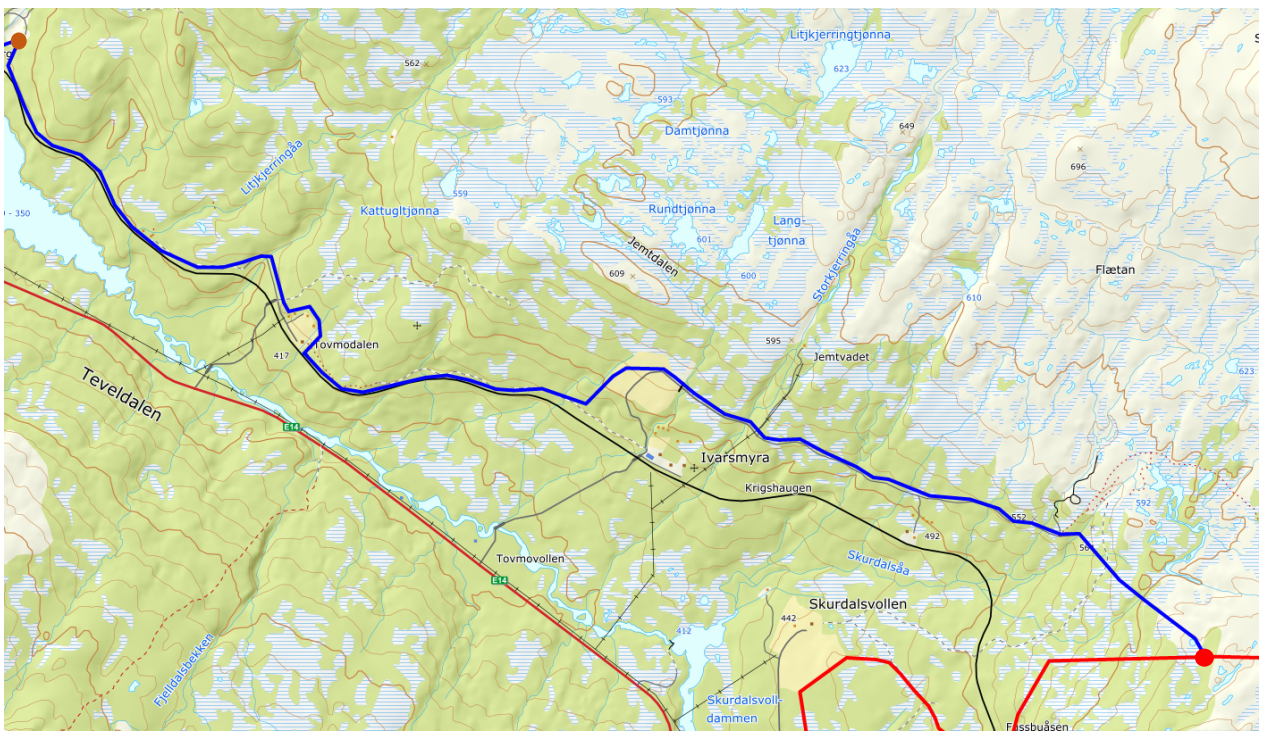 Litjkjerringtjønna
562
623
593
Damtjønna
649
696
Litjkjerringåa
559
Kattugltjønna
Rundtjønna
Lang-
tjønna
0 - 350
601
Jemtdalen
609
600
Storkjerringåa
Flætan
610
Tovmodalen
417
595
Jemtvadet
623
Teveldalen
E14
Ivarsmyra
Krigshaugen
592
552
492
Tovmovollen
Skurdalsåa
E14
Skurdalsvollen
442
412
Fjelldalsbekken
Skurdalsvoll-
dammen
Fossbuåsen